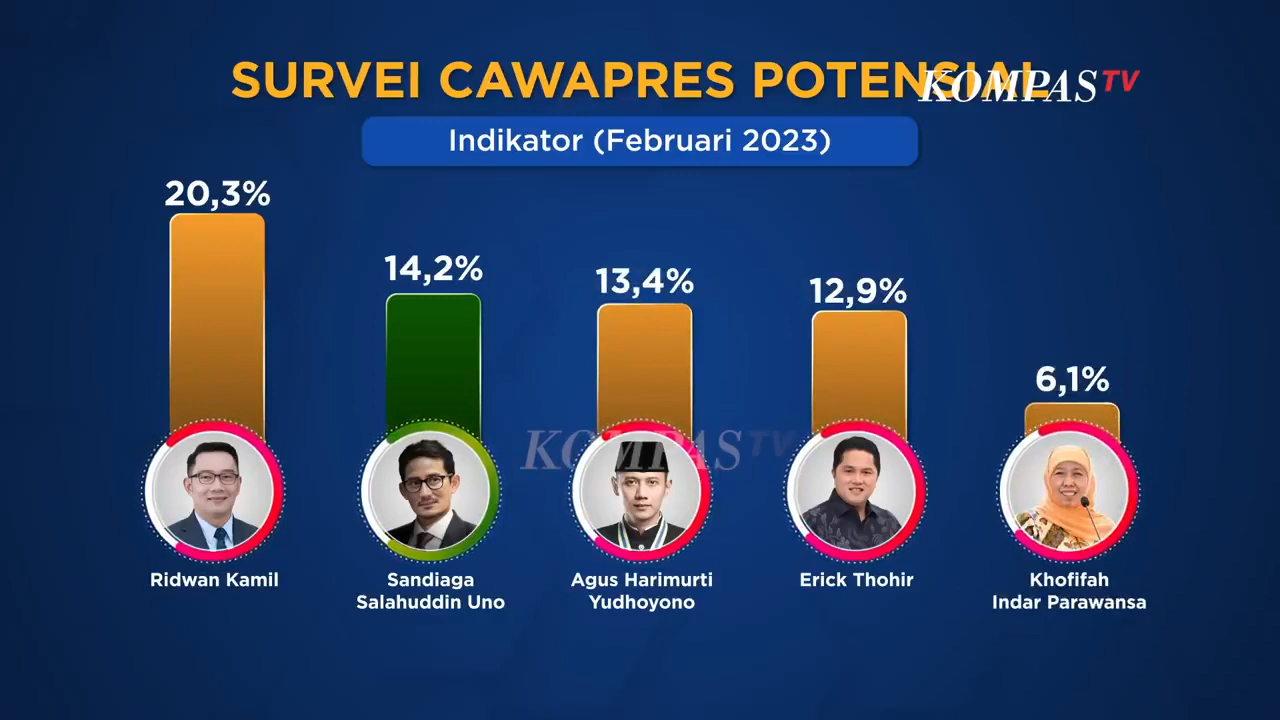 SURVEI CAWAPRES POTENSIAL
KOMPAS TV
Indikator (Februari 2023)
20,3%
14,2%
13,4%
12,9%
6,1%
KOMPAS TV
Ridwan Kamil
Sandiaga
Salahuddin Uno
Agus Harimurti
Yudhoyono
Erick Thohir
Khofifah
Indar Parawansa